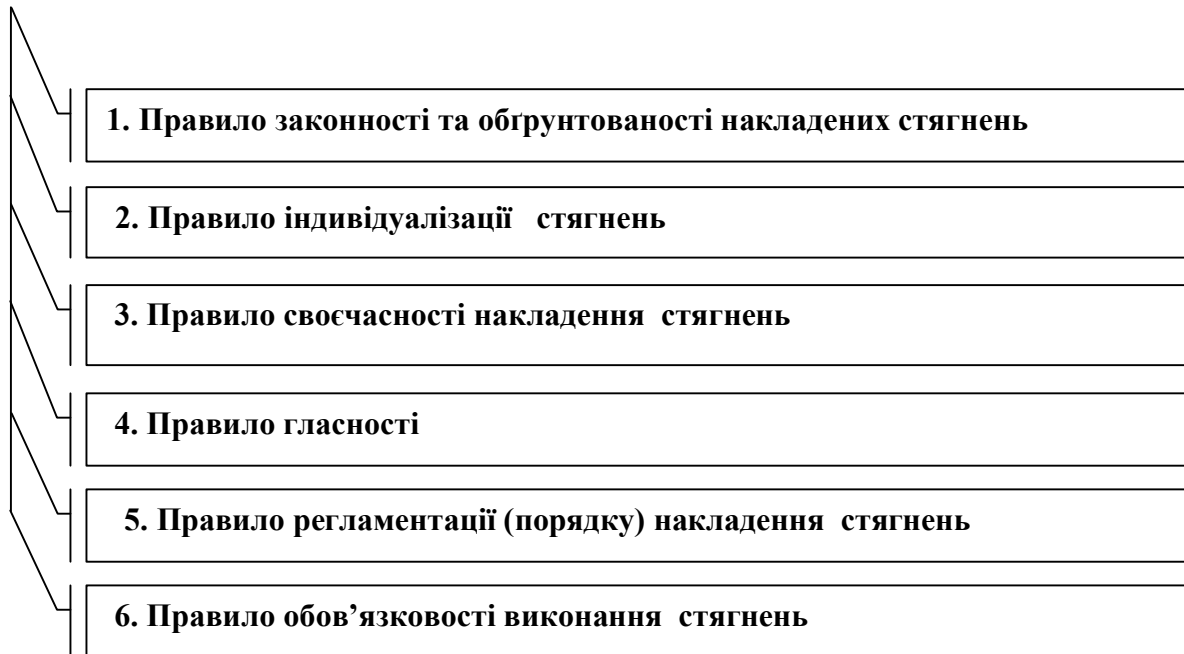 1. Правило законності та обґрунтованості накладених стягнень
2. Правило індивідуалізації стягнень
3. Правило своєчасності накладення стягнень
4. Правило гласності
5. Правило регламентації (порядку) накладення стягнень
6. Правило обов’язковості виконання стягнень